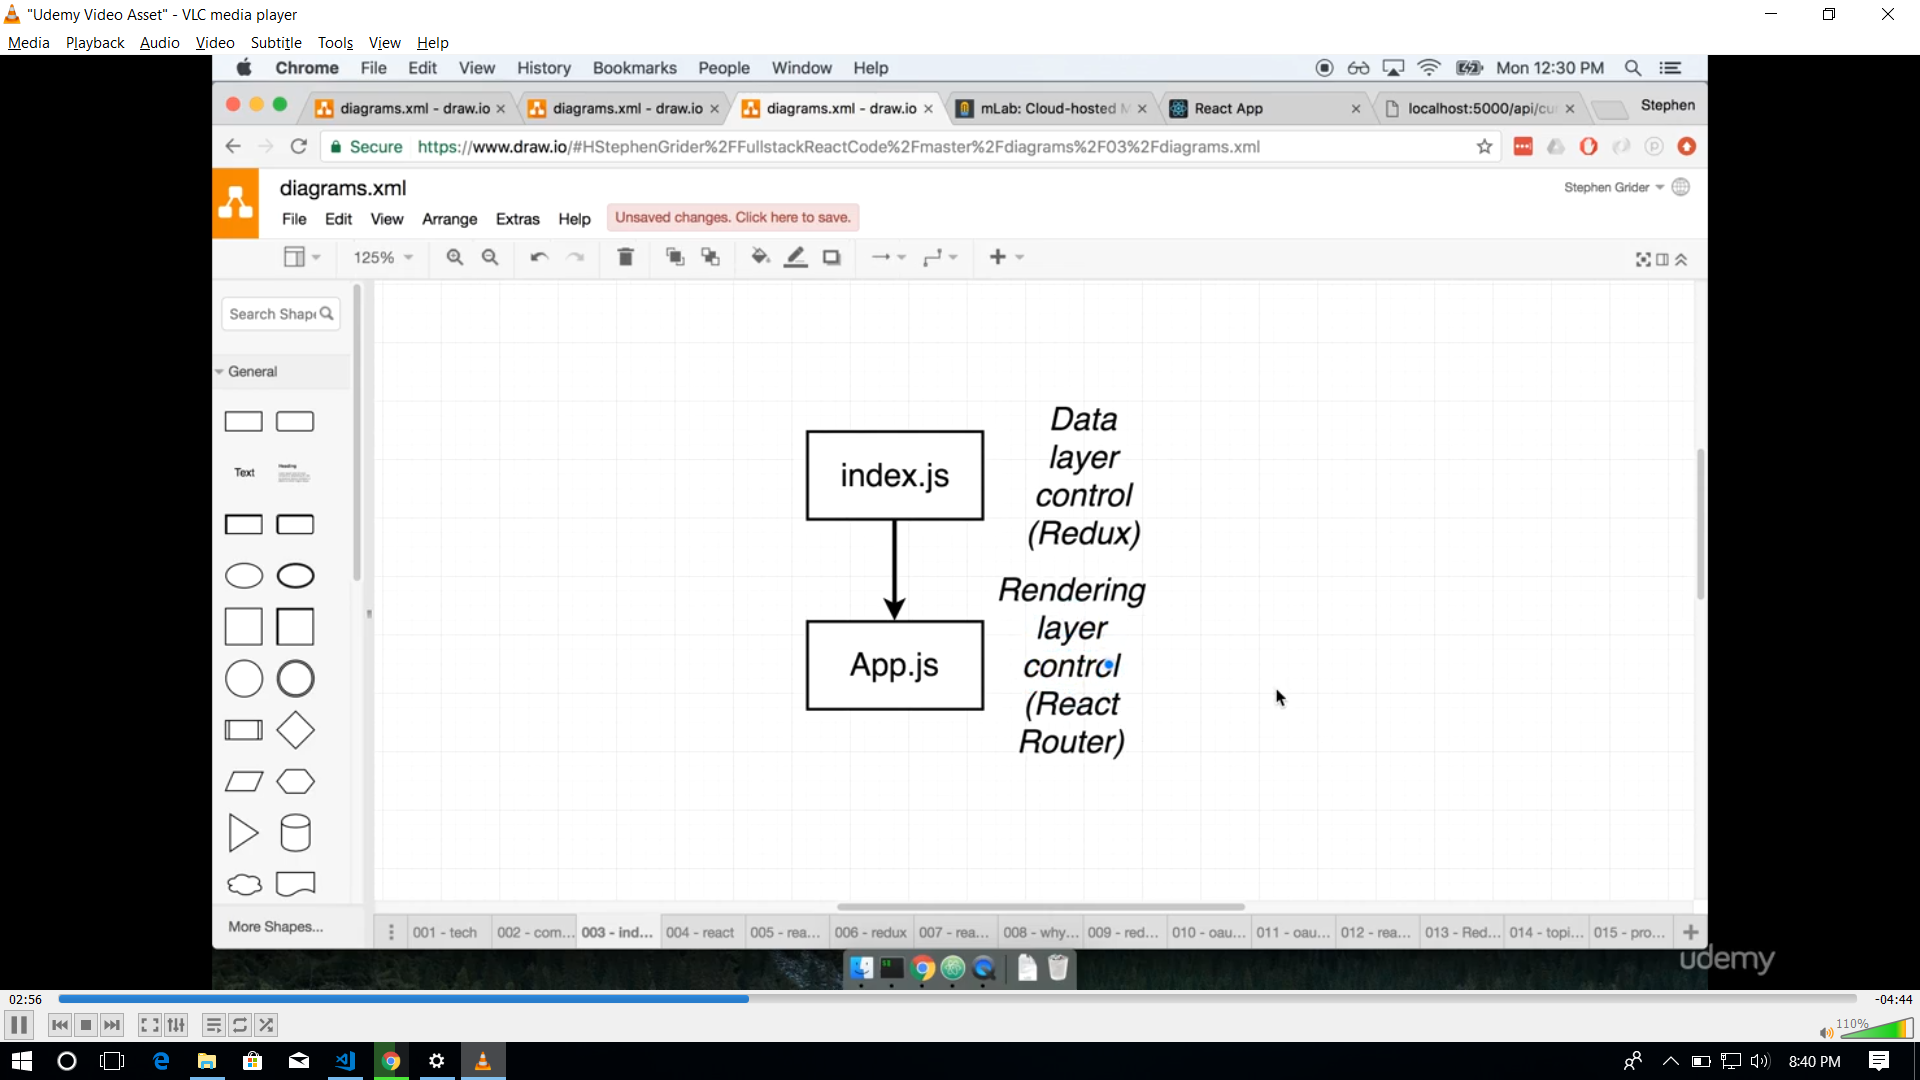 "Udemy Video Asset" - VLC media player
Media Playback Audio Video Subtitle Tools View Help
Chrome File Edit View History Bookmarks People Window Help Mon 12:30 PM
diagrams.xml - draw.io diagrams.xml - draw.io diagrams.xml - draw.io mLab: Cloud-hosted M React App localhost:5000/api/cur Stephen
Secure https://www.draw.io/#HStephenGrider%2FFullstackReactCode%2Fmaster%2Fdiagrams%2F03%2Fdiagrams.xml
diagrams.xml
Stephen Grider
File Edit View Arrange Extras Help Unsaved changes. Click here to save.
125%
Search Shape
General
Text Heading
More Shapes...
index.js
Data
layer
control
(Redux)
App.js
Rendering
layer
control
(React
Router)
001 - tech 002 - com... 003 - ind... 004 - react 005 - rea... 006 - redux 007 - rea... 008 - why... 009 - red... 010 - oau... 011 - oau... 012 - rea... 013 - Red... 014 - topi... 015 - pro...
udemy
02:56 -04:44
110%
8:40 PM